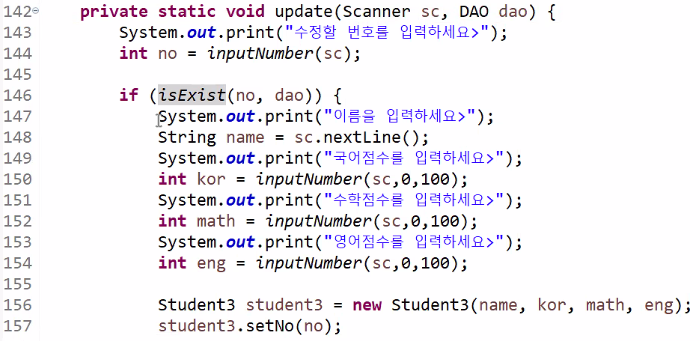 142 private static void update(Scanner sc, DAO dao) {
143 System.out.print("수정할 번호를 입력하세요>");
144 int no = inputNumber(sc);
145
146 if (isExist(no, dao)) {
147 System.out.print("이름을 입력하세요>");
148 String name = sc.nextLine();
149 System.out.print("국어점수를 입력하세요>");
150 int kor = inputNumber(sc,0,100);
151 System.out.print("수학점수를 입력하세요>");
152 int math = inputNumber(sc,0,100);
153 System.out.print("영어점수를 입력하세요>");
154 int eng = inputNumber(sc,0,100);
155
156 Student3 student3 = new Student3(name, kor, math, eng);
157 student3.setNo(no);